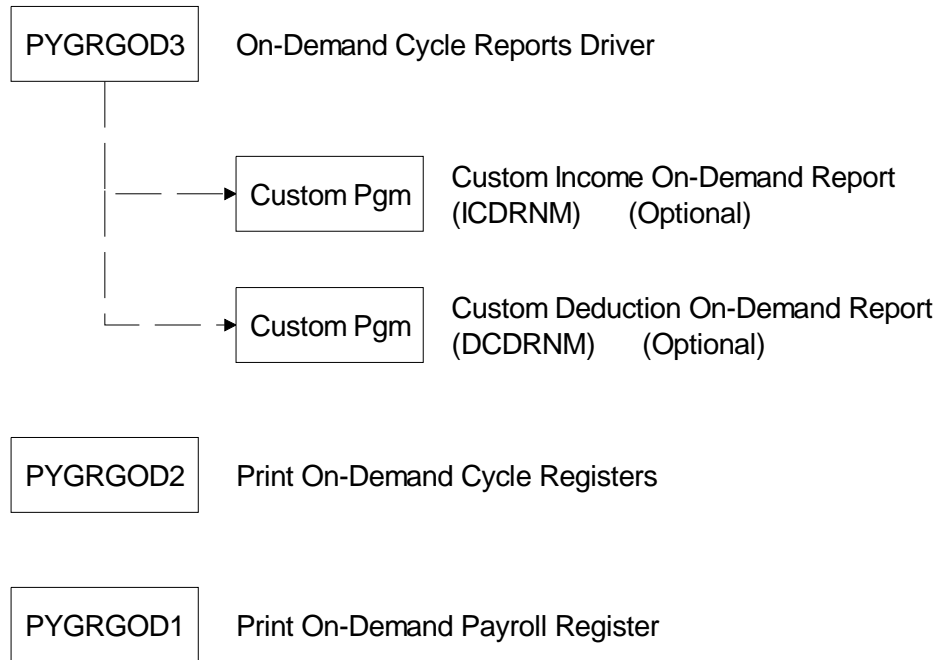 PYGRGOD3 On-Demand Cycle Reports Driver
Custom Pgm
Custom Income On-Demand Report
(ICDRNM) (Optional)
Custom Pgm
Custom Deduction On-Demand Report
(DCDRNM) (Optional)
PYGRGOD2 Print On-Demand Cycle Registers
PYGRGOD1 Print On-Demand Payroll Register